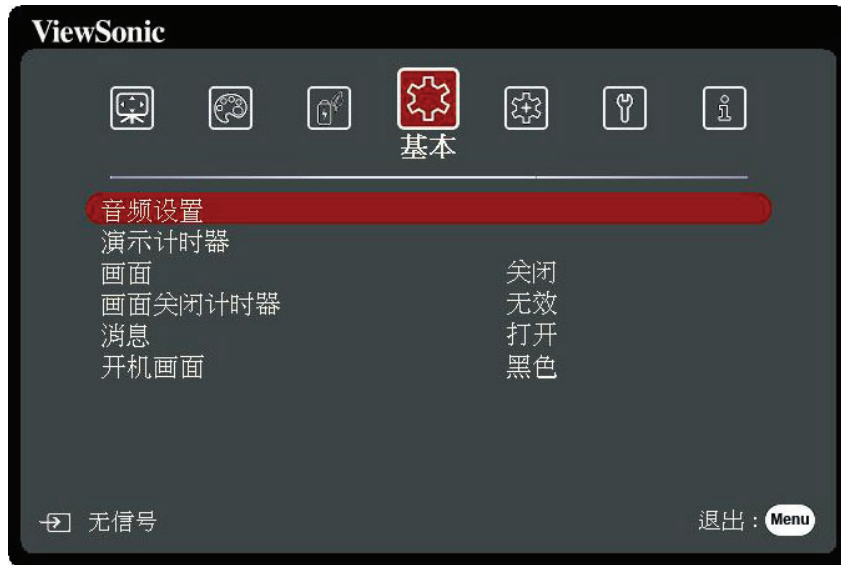 ViewSonic
基本
音频设置
演示计时器
画面 关闭
画面关闭计时器 无效
消息 打开
开机画面 黑色
无信号 退出：Menu